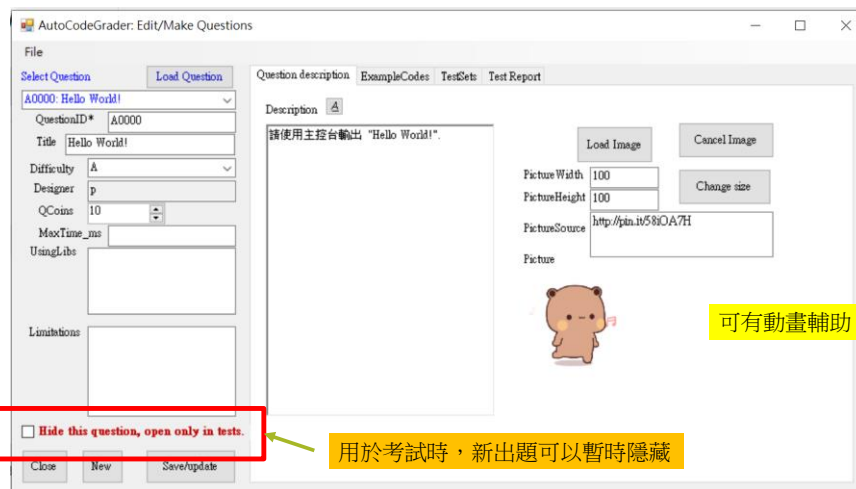 AutoCodeGrader: Edit/Make Questions
File
Select Question
Load Question
A0000: Hello World!
QuestionID* A0000
Title Hello World!
Difficulty A
Designer p
QCoins 10
MaxTime_ms
UsingLibs
Limitations
Hide this question, open only in tests.
Close New Save/update
Question description ExampleCodes TestSets Test Report
Description A
請使用主控台輸出 "Hello World!".
Load Image
Cancel Image
Picture Width 100
PictureHeight 100
Change size
PictureSource http://pin.it/58iOA7H
Picture
可有動畫輔助
用於考試時，新出題可以暫時隱藏